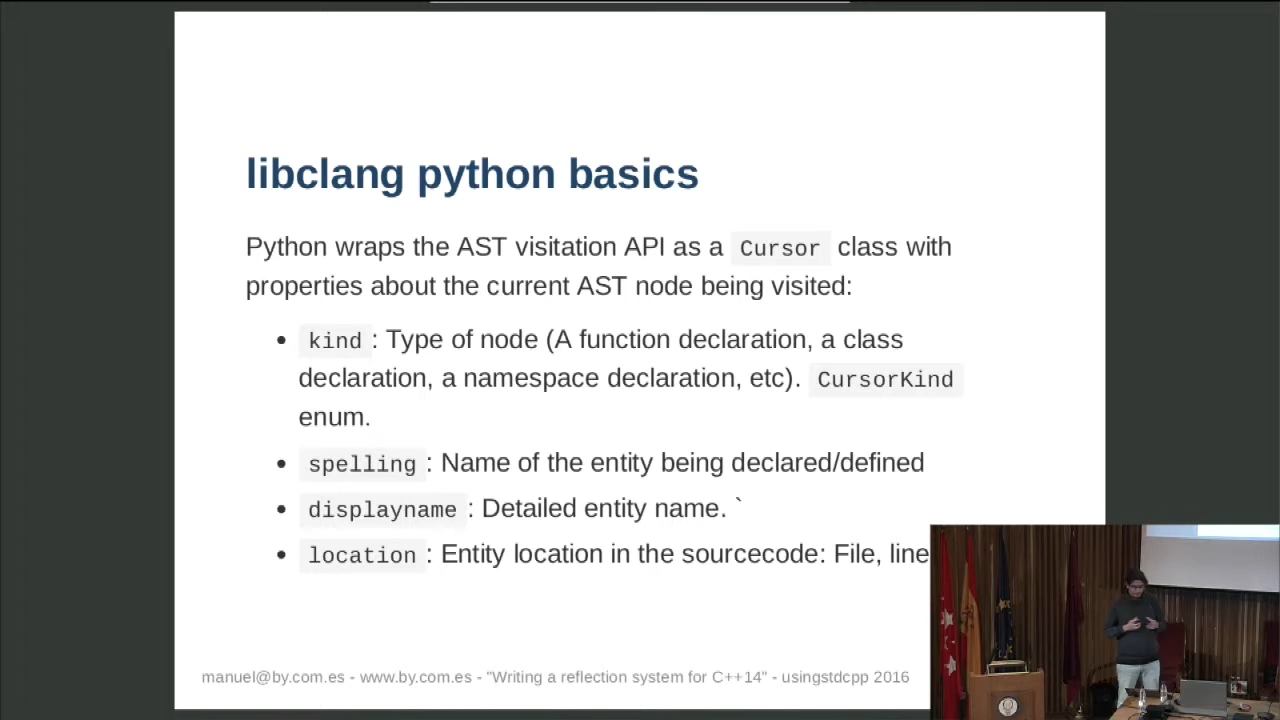 libclang python basics
Python wraps the AST visitation API as a Cursor class with
properties about the current AST node being visited:
• kind: Type of node (A function declaration, a class
declaration, a namespace declaration, etc). CursorKind
enum.
• spelling: Name of the entity being declared/defined
• displayname: Detailed entity name. `
• location: Entity location in the sourcecode: File, line
manuel@by.com.es - www.by.com.es - "Writing a reflection system for C++14" - usingstdcpp 2016